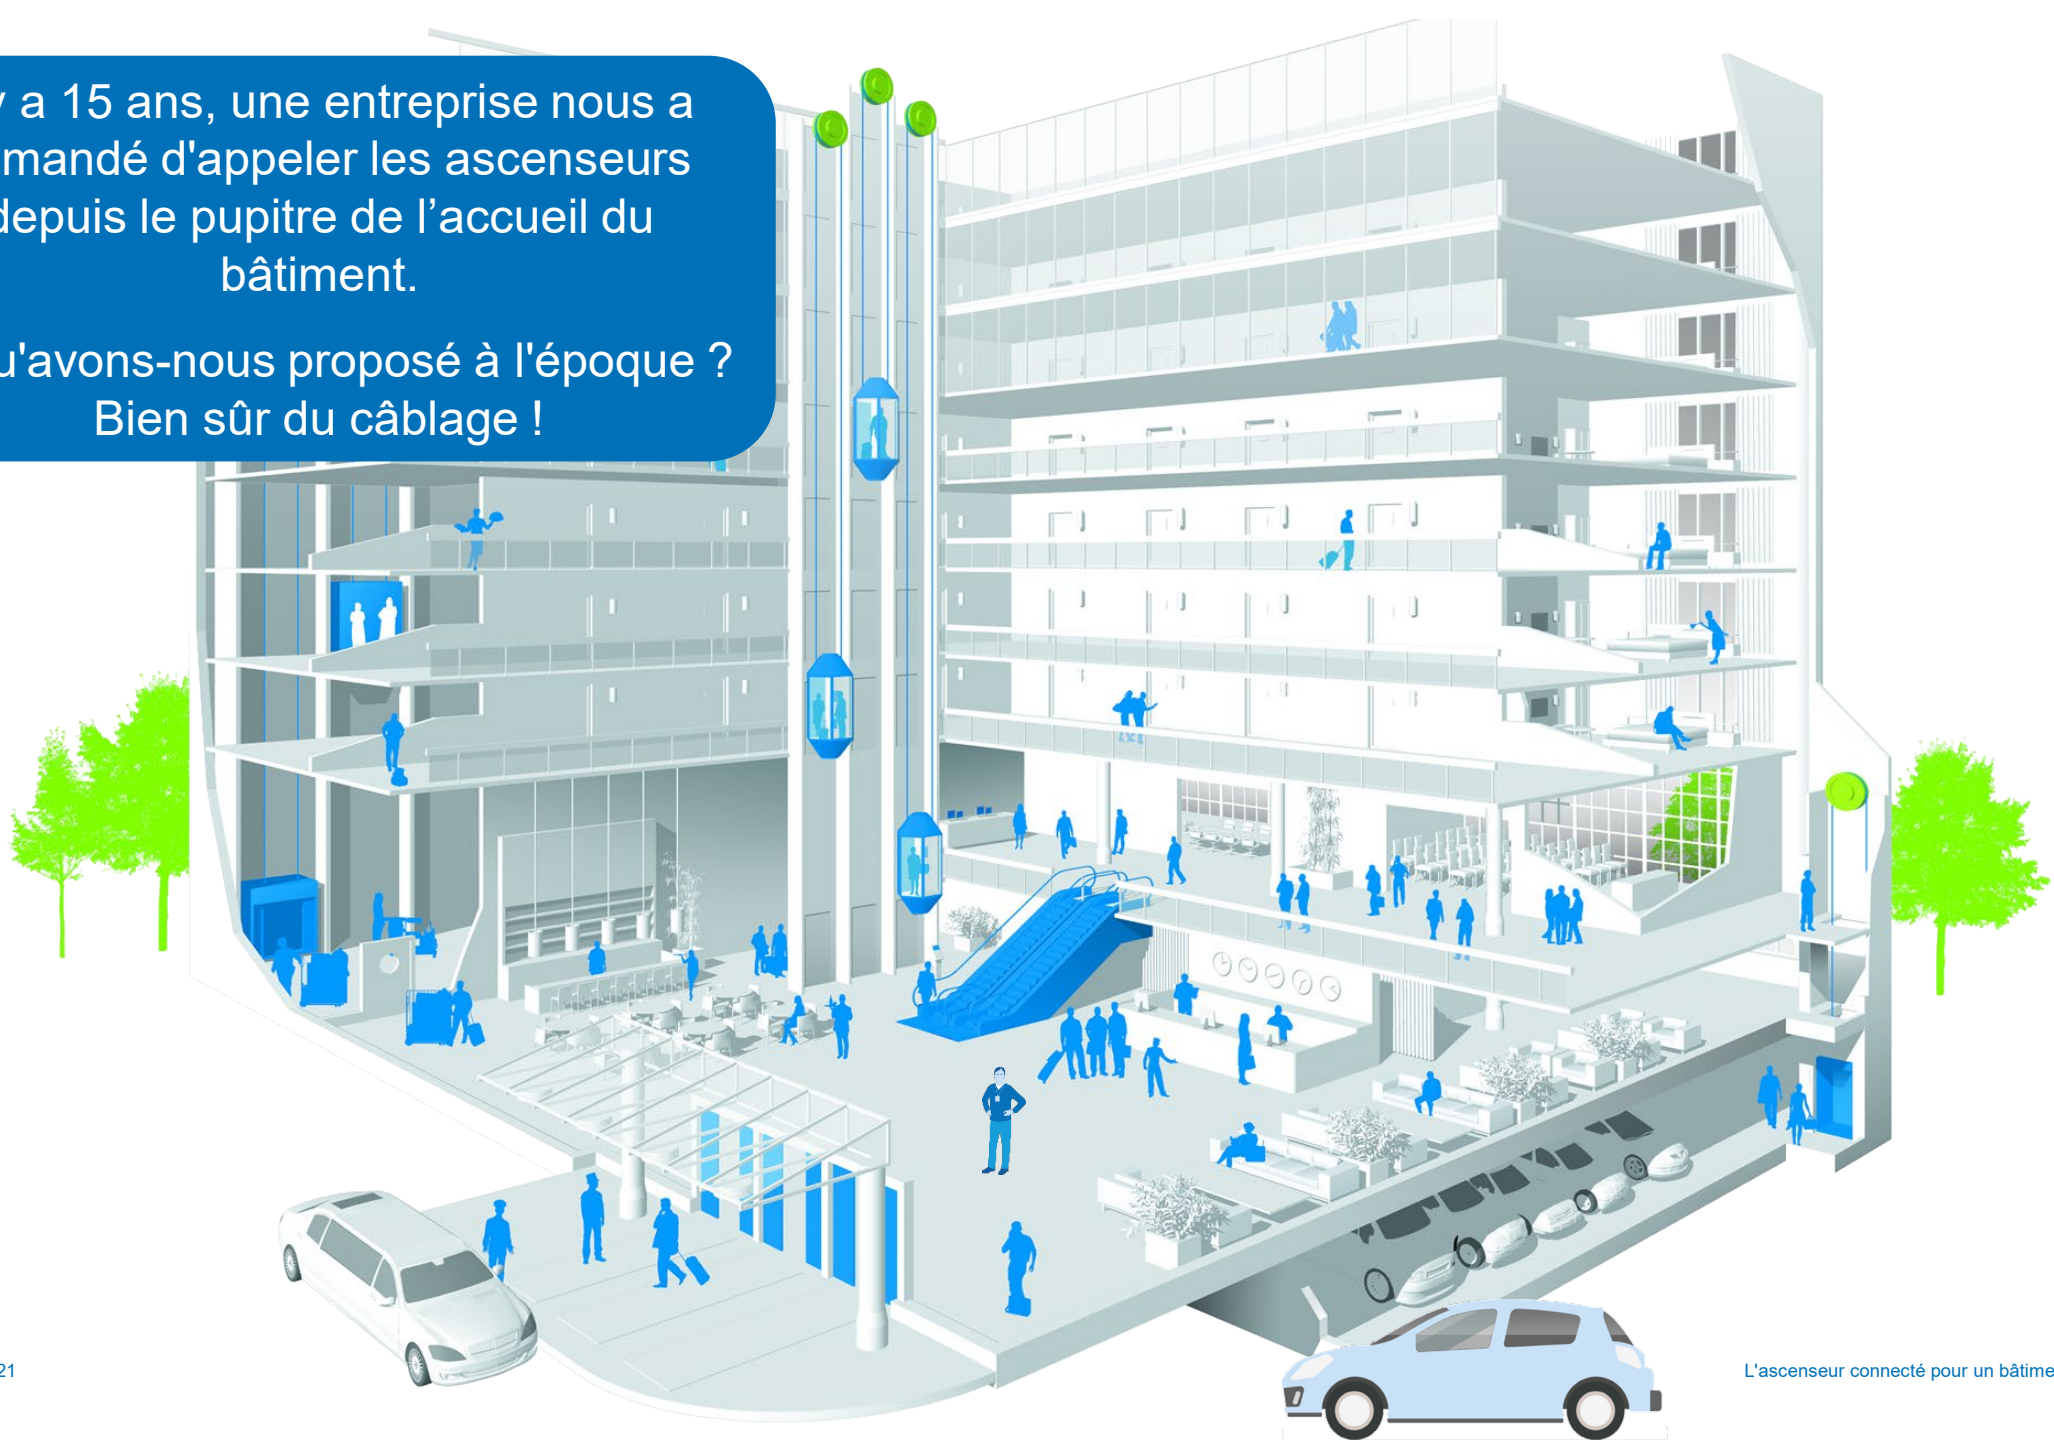 y a 15 ans, une entreprise nous a
mandé d'appeler les ascenseurs
depuis le pupitre de l’accueil du
bâtiment.
u'avons-nous proposé à l'époque ?
Bien sûr du câblage !
21
L'ascenseur connecté pour un bâtime